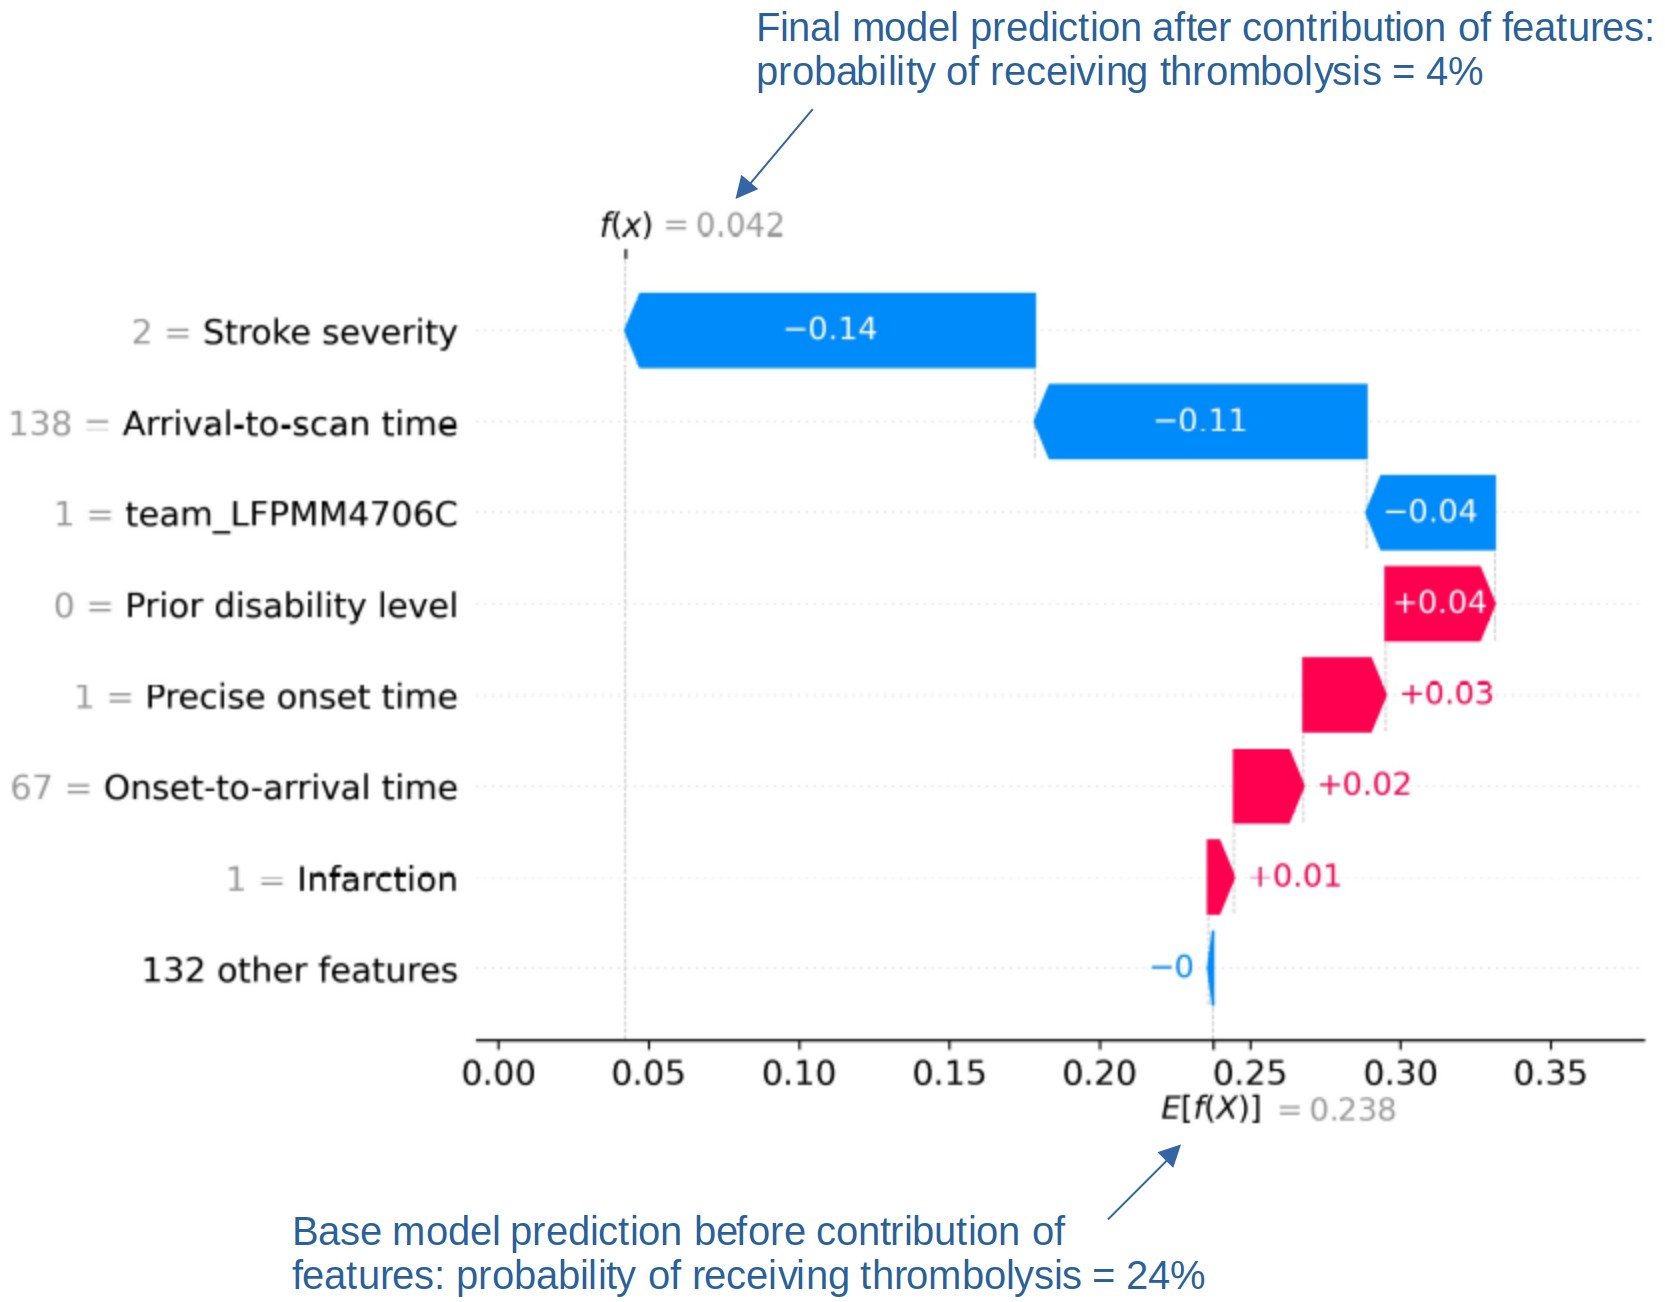 Final model prediction after contribution of features:
probability of receiving thrombolysis = 4%
f(x) = 0.042
2 = Stroke severity
−0.14
138 = Arrival-to-scan time
−0.11
1 = team_LFPMM4706C
−0.04
0 = Prior disability level
+0.04
1 = Precise onset time
+0.03
67 = Onset-to-arrival time
+0.02
1 = Infarction
+0.01
132 other features
−0
0.00 0.05 0.10 0.15 0.20 0.25 0.30 0.35
E[f(X)] = 0.238
Base model prediction before contribution of
features: probability of receiving thrombolysis = 24%